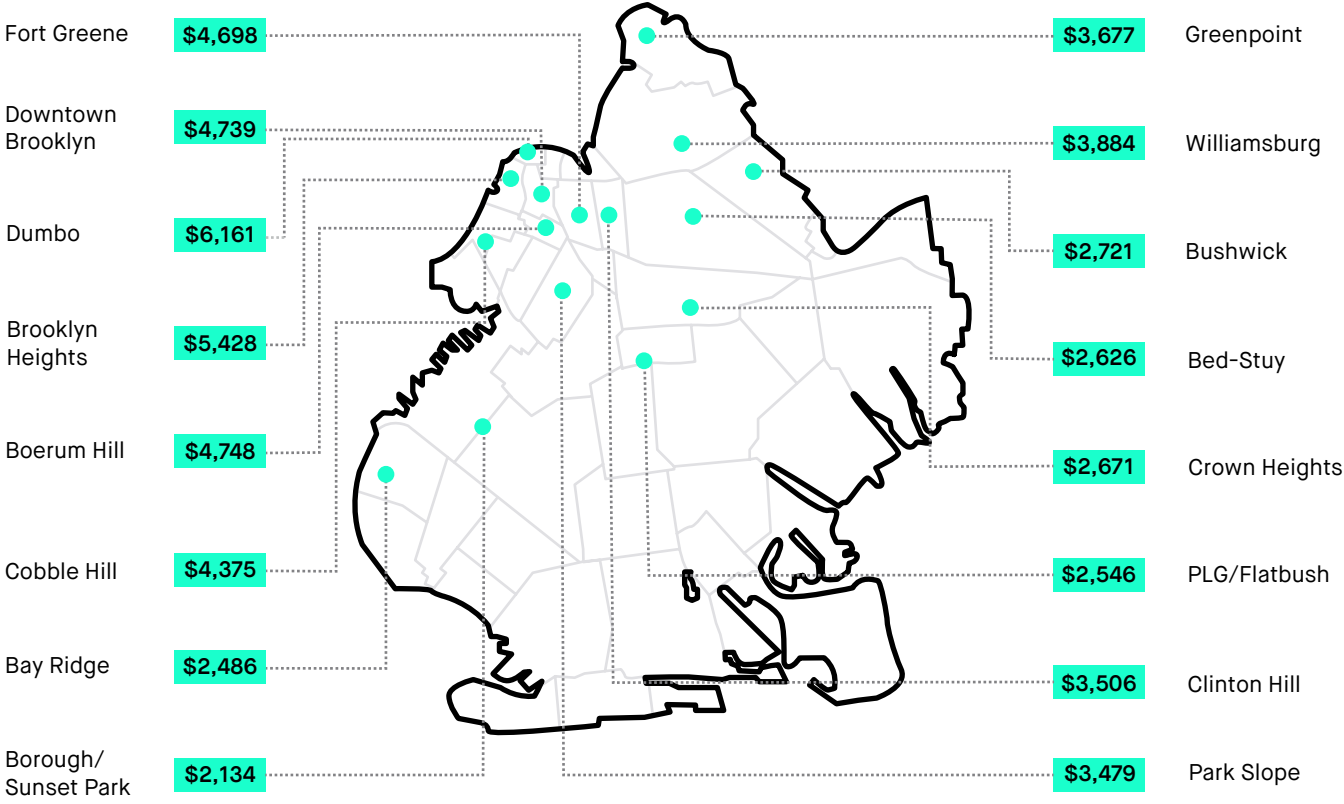 Fort Greene
$4,698
Downtown
Brooklyn
$4,739
Dumbo
$6,161
Brooklyn
Heights
$5,428
Boerum Hill
$4,748
Cobble Hill
$4,375
Bay Ridge
$2,486
Borough/
Sunset Park
$2,134
$3,677
Greenpoint
$3,884
Williamsburg
$2,721
Bushwick
$2,626
Bed-Stuy
$2,671
Crown Heights
$2,546
PLG/Flatbush
$3,506
Clinton Hill
$3,479
Park Slope